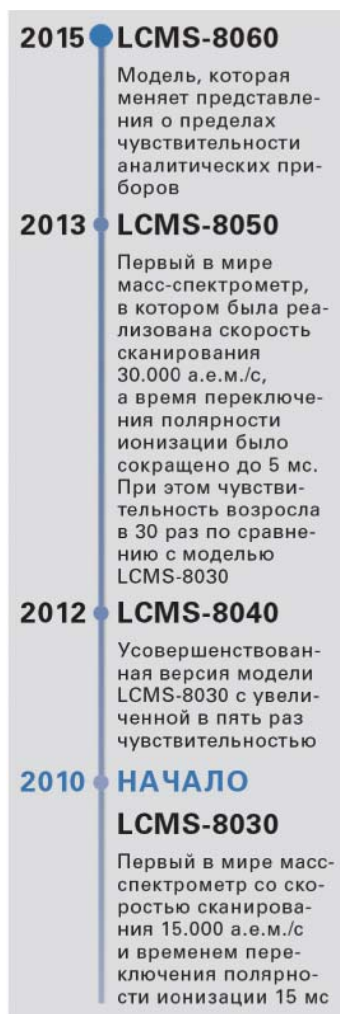 2015 LCMS-8060
Модель, которая
меняет представле-
ния о пределах
чувствительности
аналитических при-
боров
2013 LCMS-8050
Первый в мире
масс-спектрометр,
в котором была реа-
лизована скорость
сканирования
30.000 а.е.м./с,
а время переключе-
ния полярности
ионизации было
сокращено до 5 мс.
При этом чувстви-
тельность возросла
в 30 раз по сравне-
нию с моделью
LCMS-8030
2012 LCMS-8040
Усовершенствован-
ная версия модели
LCMS-8030 с увели-
ченной в пять раз
чувствительностью
2010 НАЧАЛО
LCMS-8030
Первый в мире масс-
спектрометр со ско-
ростью сканирова-
ния 15.000 а.е.м./с
и временем пере-
ключения полярно-
сти ионизации 15 мс